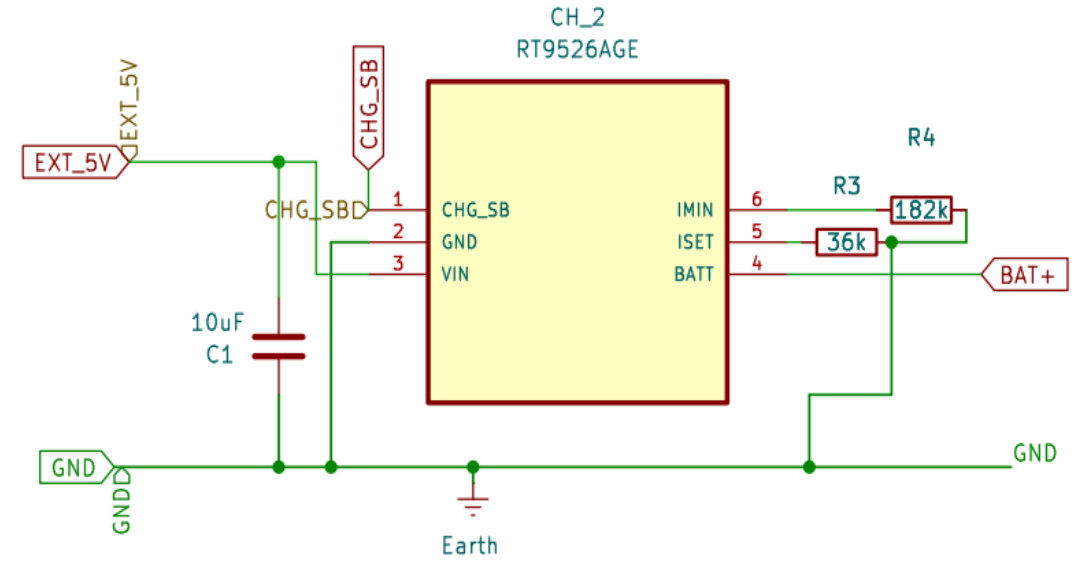 CH_2
RT9526AGE
EXT_5V
EXT_5V
CHG_SB
CHG_SB
1
2
3
CHG_SB
GND
VIN
IMIN
ISET
BATT
6
5
4
R4
R3
182k
36k
BAT+
10uF
C1
GND
GND
Earth
GND